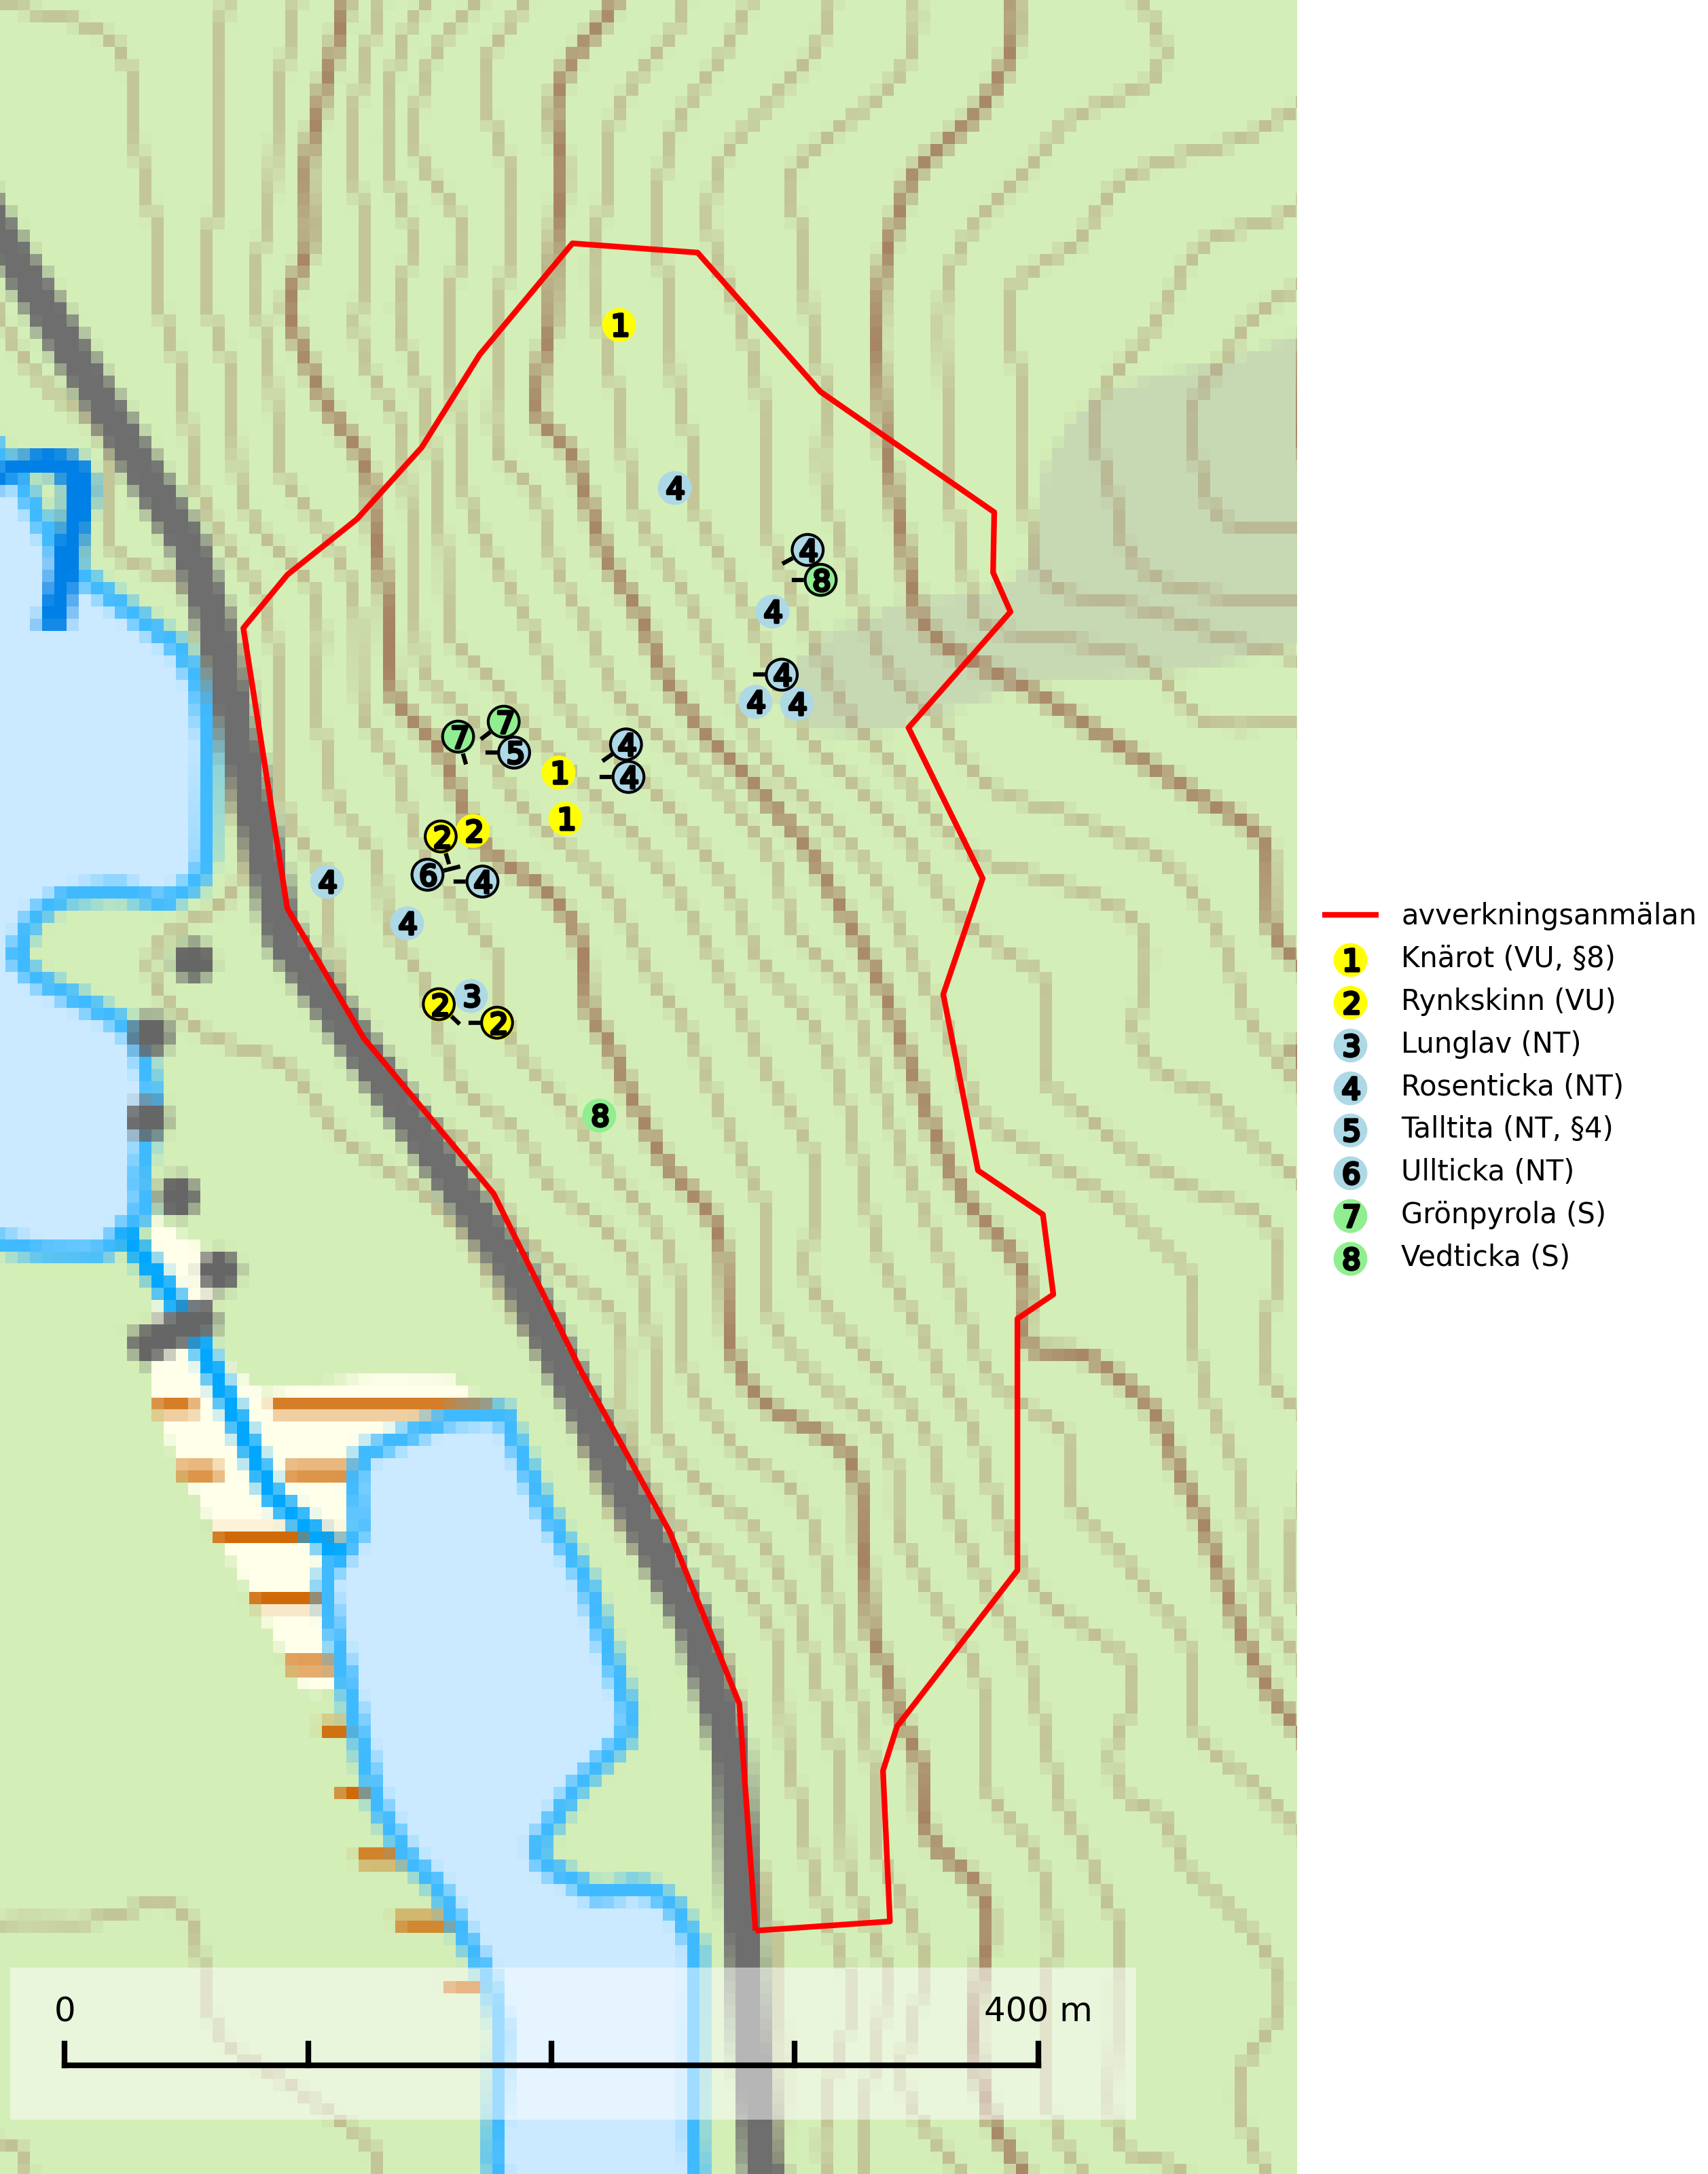 1
4
4
8
4
4
4
4
7
7
5
4
1
4
1
2
2
6
4
4
4
3
2
2
8
avverkningsanmälan
1 Knärot (VU, §8)
2 Rynkskinn (VU)
3 Lunglav (NT)
4 Rosenticka (NT)
5 Talltita (NT, §4)
6 Ullticka (NT)
7 Grönpyrola (S)
8 Vedticka (S)
0 400 m